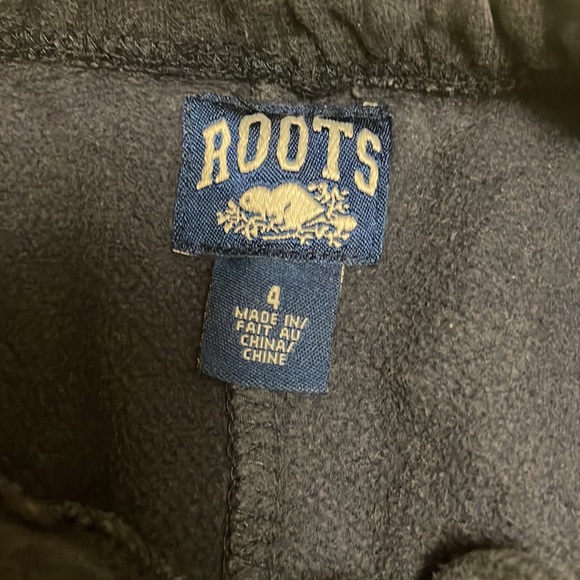 ROOTS
4
MADE IN/
FAIT AU
CHINA/
CHINE